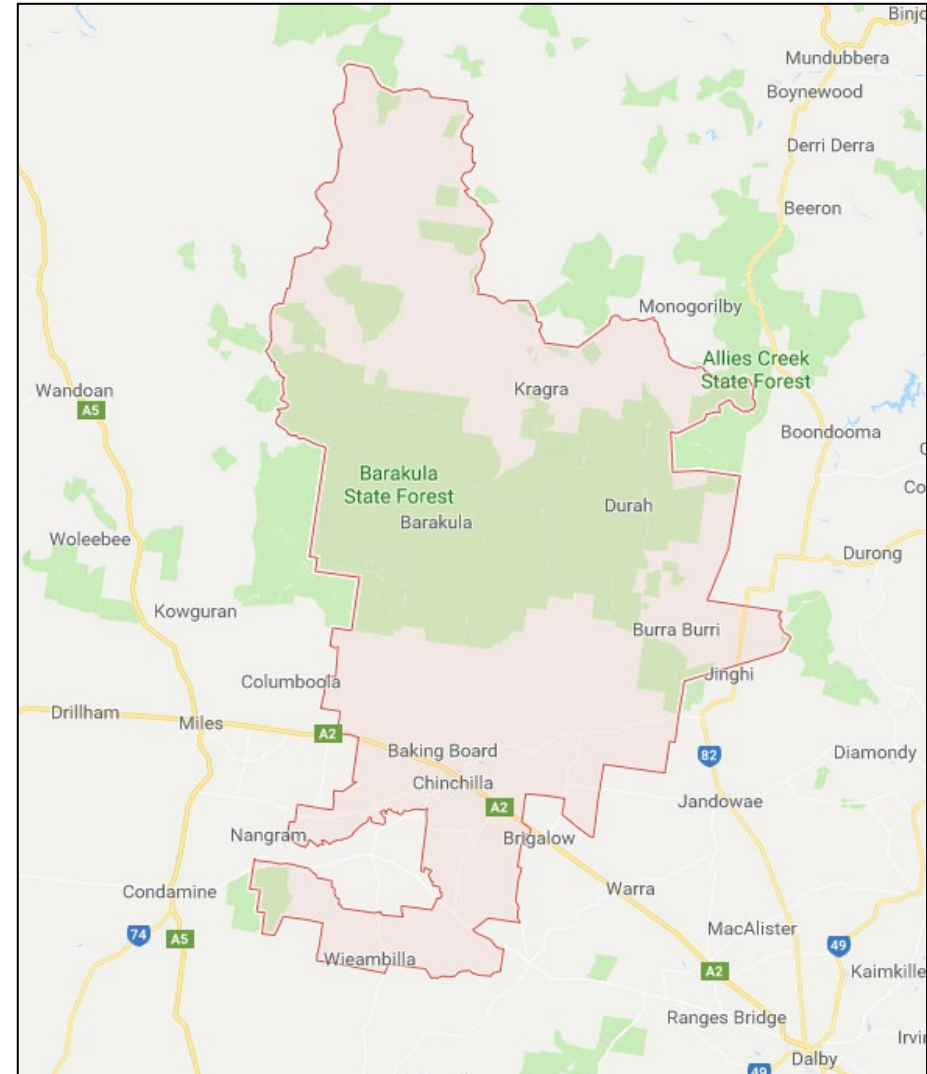 Binjo
Mundubbera
Boynewood
Derri Derra
Beeron
Monogorilby
Allies Creek
State Forest
Kragra
Wandoan
A5
Boondooma
C
Barakula
State Forest
Co
Durah
Barakula
Woleebee
Durong
Kowguran
Burra Burri
Columboola
Jinghi
Drillham
Miles
A2
Baking Board
82
Diamondy
Chinchilla
A2
Jandowae
Nangram
Brigalow
Condamine
Warra
74
A5
MacAlister
49
Wieambilla
A2
Kaimkille
Ranges Bridge
Irvin
Dalby
49